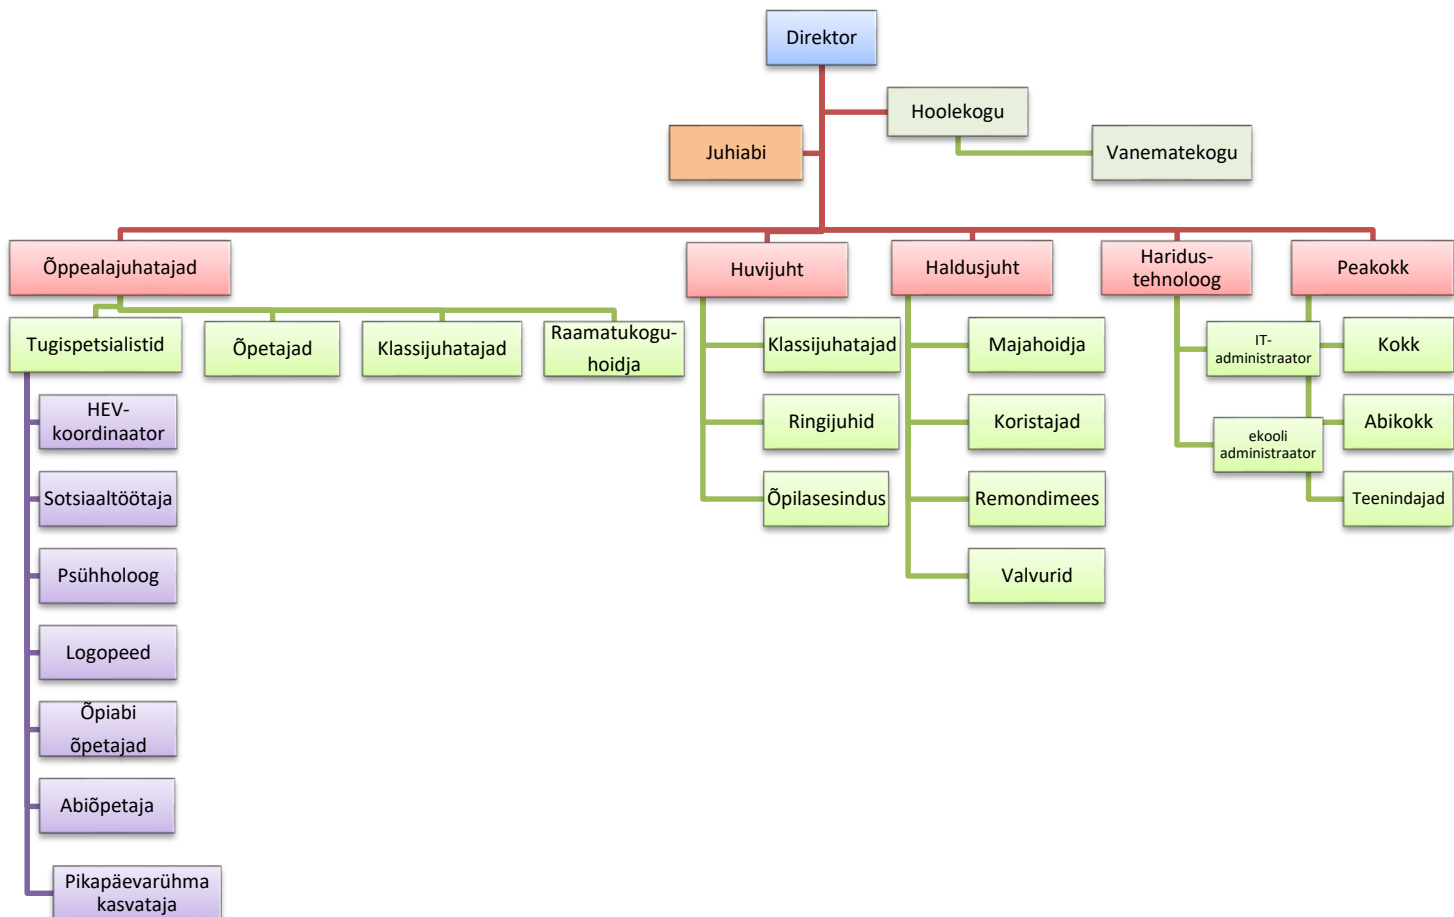 Direktor
Hoolekogu
Juhiabi
Vanematekogu
Õppealajuhatajad
Huvijuht
Haldusjuht
Haridus-
tehnoloog
Peakokk
Tugispetsialistid
Õpetajad
Klassijuhatajad
Raamatukogu-
hoidja
Klassijuhatajad
Majahoidja
IT-
administraator
Kokk
HEV-
koordinaator
Ringijuhid
Koristajad
ekooli
administraator
Abikokk
Sotsiaaltöötaja
Õpilasesindus
Remondimees
Teenindajad
Psühholoog
Valvurid
Logopeed
Õpiabi
õpetajad
Abiõpetaja
Pikapäevarühma
kasvataja